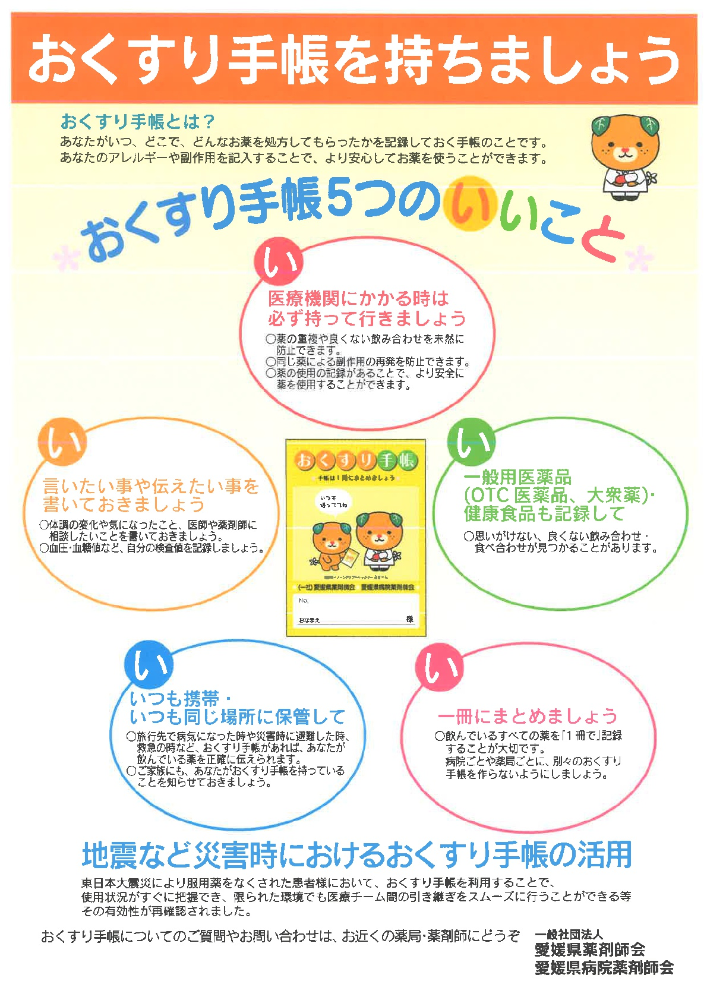 おくすり手帳を持ちましょう
おくすり手帳とは？
あなたがいつ、どこで、どんなお薬を処方してもらったかを記録しておく手帳のことです。
あなたのアレルギーや副作用を記入することで、より安心してお薬を使うことができます。
おくすり手帳5つのいいこと
い
医療機関にかかる時は
必ず持って行きましょう
○薬の重複や良くない飲み合わせを未然に
防止できます。
○同じ薬による副作用の再発を防止できます。
○薬の使用の記録があることで、より安全に
薬を使用することができます。
い
言いたい事や伝えたい事を
書いておきましょう
○体調の変化や気になったこと、医師や薬剤師に
相談したいことを書いておきましょう。
○血圧・血糖値など、自分の検査値を記録しましょう。
おくすり手帳
手帳は1冊にまとめましょう
いつも
持っててね
(一社)愛媛県薬剤師会 愛媛県病院薬剤師会
No.
おなまえ 様
い
一般用医薬品
(OTC医薬品、大衆薬)・
健康食品も記録して
○思いがけない、良くない飲み合わせ・
食べ合わせが見つかることがあります。
い
いつも携帯・
いつも同じ場所に保管して
○旅行先で病気になった時や災害時に避難した時、
救急の時など、おくすり手帳があれば、あなたが
飲んでいる薬を正確に伝えられます。
○ご家族にも、あなたがおくすり手帳を持っている
ことを知らせておきましょう。
い
一冊にまとめましょう
○飲んでいるすべての薬を「1冊で」記録
することが大切です。
病院ごとや薬局ごとに、別々のおくすり
手帳を作らないようにしましょう。
地震など災害時におけるおくすり手帳の活用
東日本大震災により服用薬をなくされた患者様において、おくすり手帳を利用することで、
使用状況がすぐに把握でき、限られた環境でも医療チーム間の引き継ぎをスムーズに行うことができる等
その有効性が再確認されました。
おくすり手帳についてのご質問やお問い合わせは、お近くの薬局・薬剤師にどうぞ
一般社団法人
愛媛県薬剤師会
愛媛県病院薬剤師会